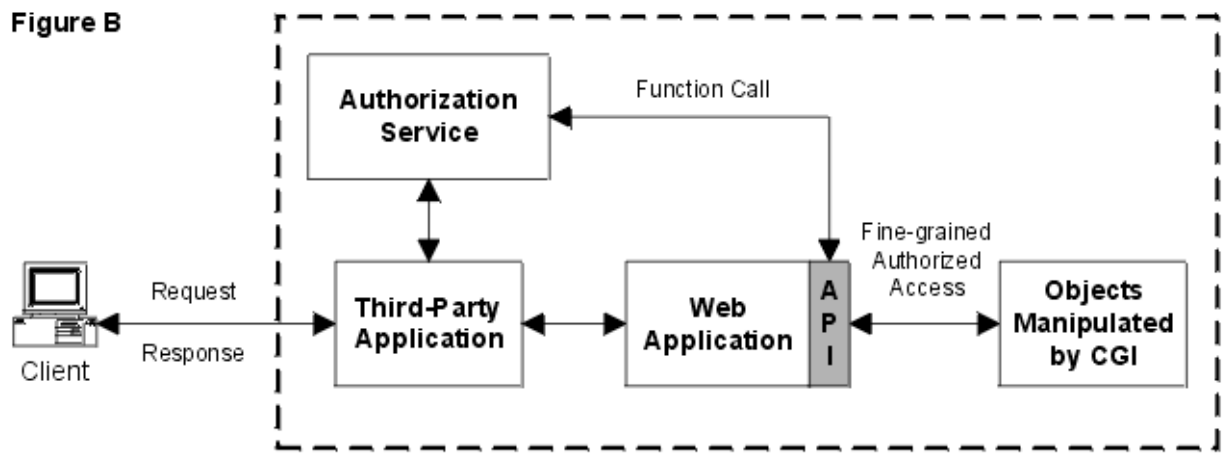 Figure B
Authorization
Service
Function Call
Request
Response
Client
Third-Party
Application
Web
Application
A
P
I
Fine-grained
Authorized
Access
Objects
Manipulated
by CGI